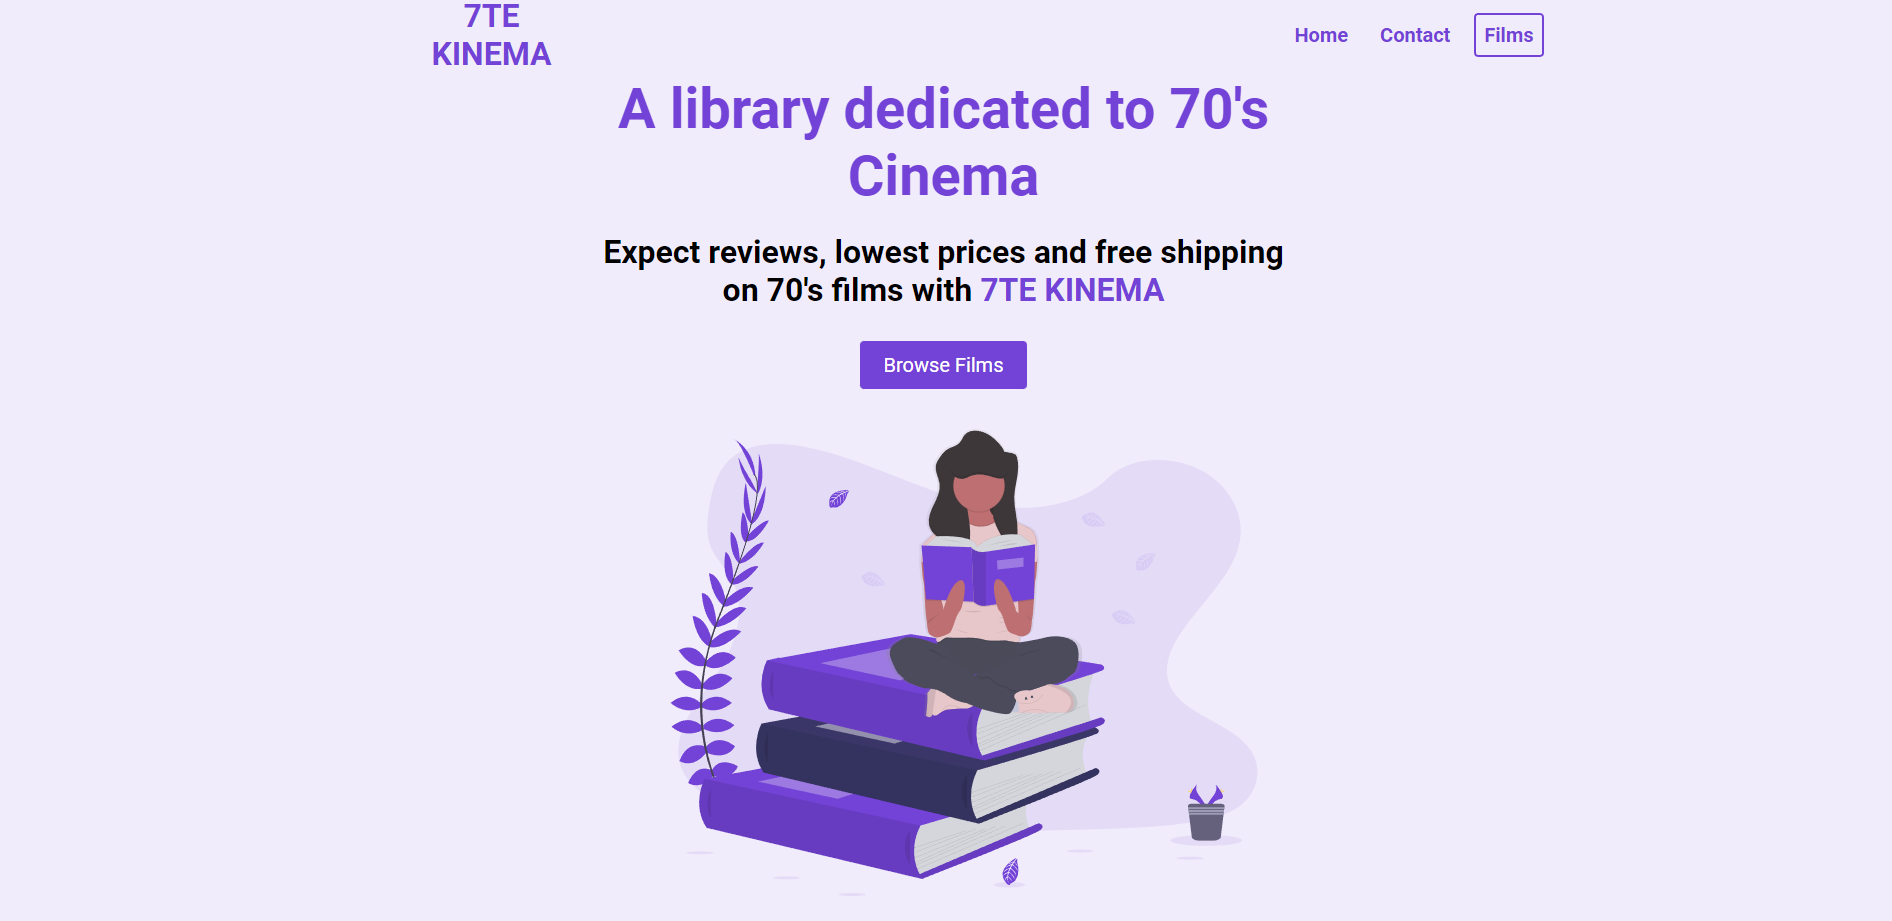 7TE
KINEMA
Home
Contact
Films
A library dedicated to 70's
Cinema
Expect reviews, lowest prices and free shipping
on 70's films with 7TE KINEMA
Browse Films